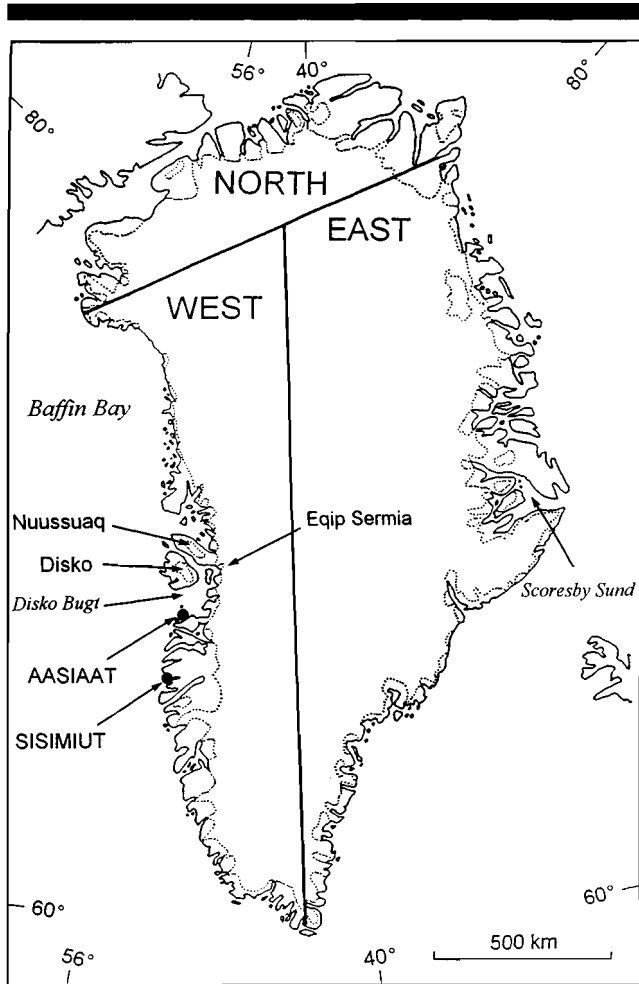 56°
40°
80°
80°
NORTH
EAST
WEST
Baffin Bay
Nuussuaq
Eqip Sermia
Disko
Disko Bugt
Scoresby Sund
AASIAAT
SISIMIUT
60°
60°
500 km
56°
40°